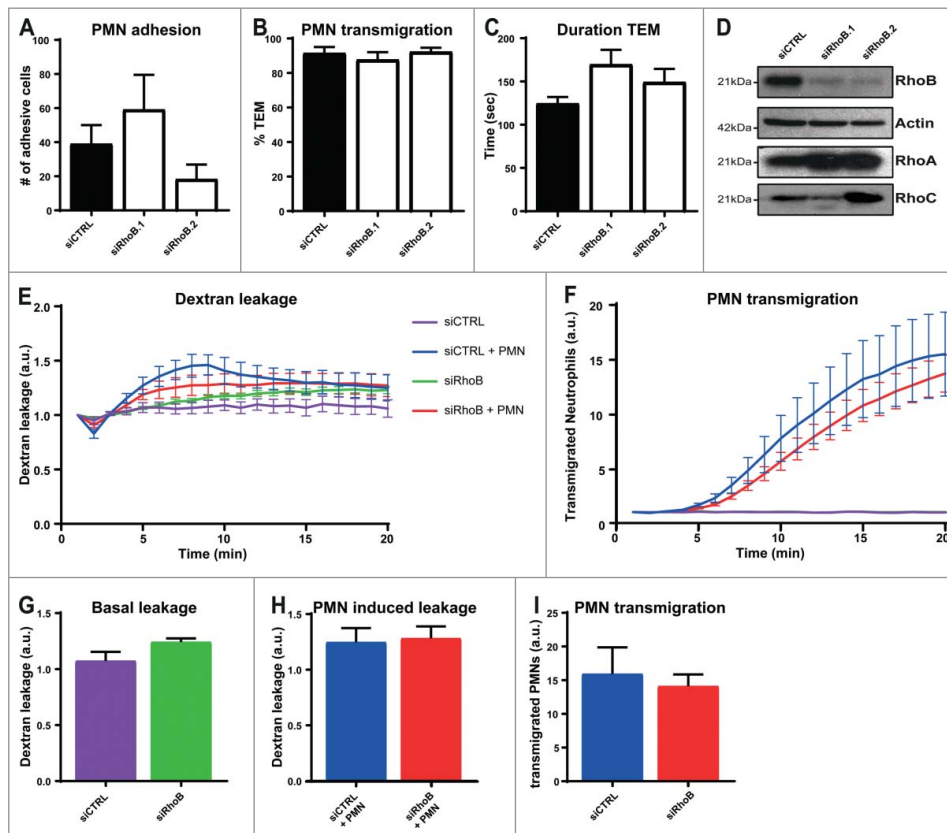 A PMN adhesion
# of adhesive cells
100
80
60
40
20
0
siCTRL
siRhoB.1
siRhoB.2
B PMN transmigration
% TEM
100
80
60
40
20
0
siCTRL
siRhoB.1
siRhoB.2
C Duration TEM
Time (sec)
200
150
100
50
0
siCTRL
siRhoB.1
siRhoB.2
D
siCTRL
siRhoB.1
siRhoB.2
21kDa RhoB
42kDa Actin
21kDa RhoA
21kDa RhoC
E Dextran leakage
Dextran leakage (a.u.)
2.0
1.5
1.0
0.5
0.0
0 5 10 15 20
Time (min)
siCTRL
siCTRL + PMN
siRhoB
siRhoB + PMN
F PMN transmigration
Transmigrated Neutrophils (a.u.)
20
15
10
5
0
0 5 10 15 20
Time (min)
G Basal leakage
Dextran leakage (a.u.)
1.5
1.0
0.5
0.0
siCTRL
siRhoB
H PMN induced leakage
Dextran leakage (a.u.)
1.5
1.0
0.5
0.0
siCTRL
+ PMN
siRhoB
+ PMN
I PMN transmigration
transmigrated PMNs (a.u.)
25
20
15
10
5
0
siCTRL
siRhoB